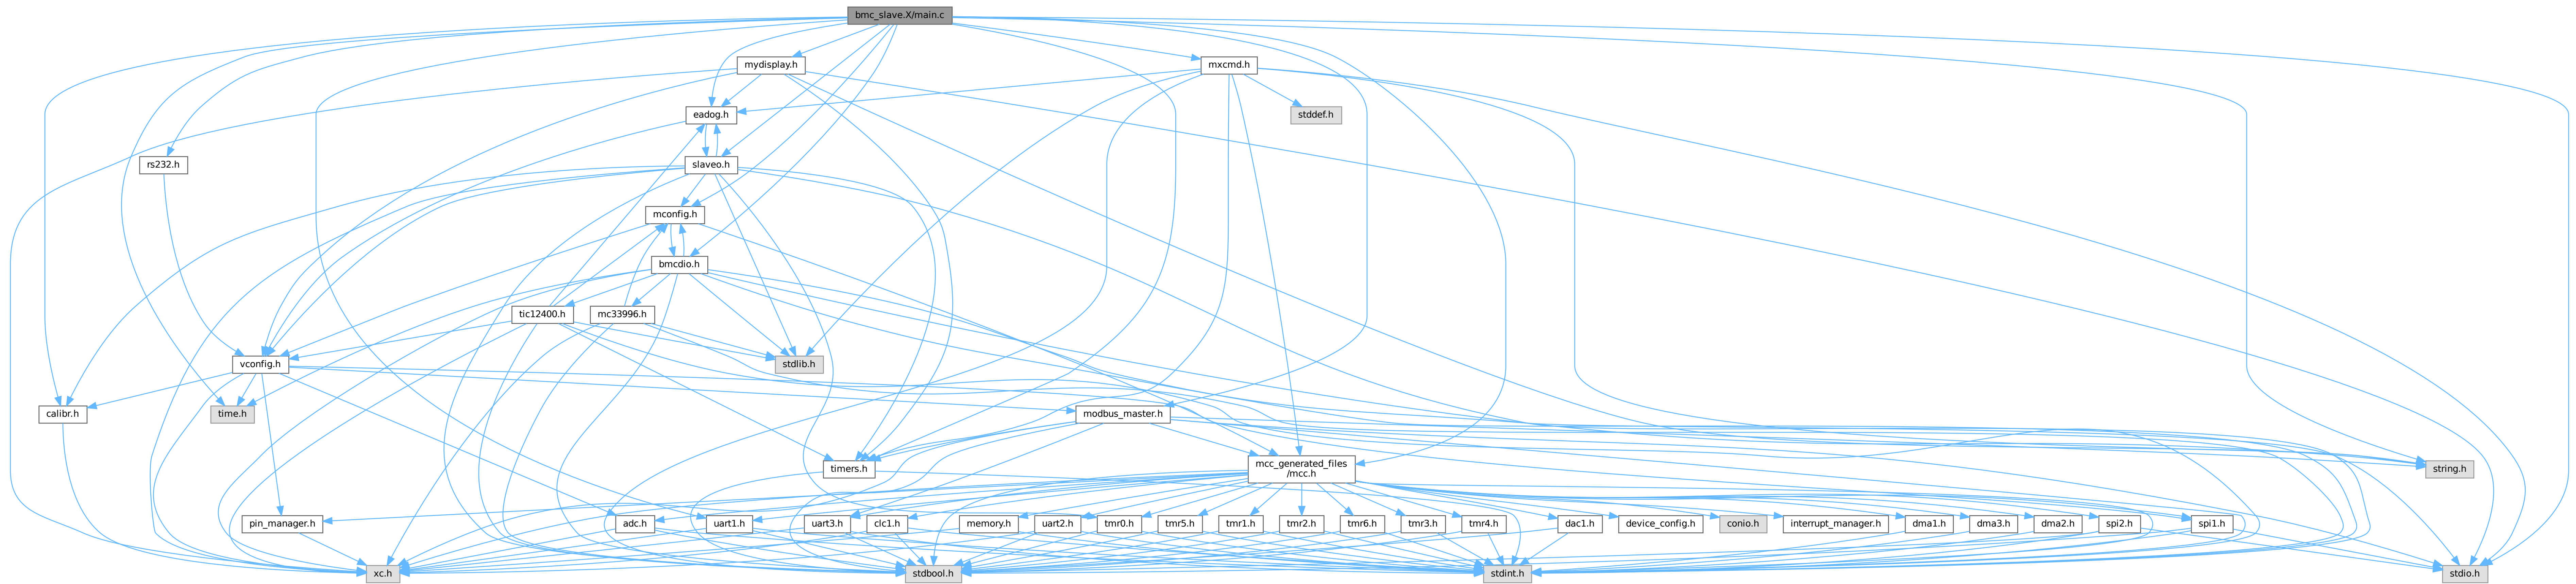 bmc_slave.X/main.c
mydisplay.h
mxcmd.h
eadog.h
stddef.h
rs232.h
slaveo.h
mconfig.h
bmcdio.h
tic12400.h
mc33996.h
vconfig.h
stdlib.h
calibr.h
time.h
modbus_master.h
timers.h
mcc_generated_files
/mcc.h
string.h
pin_manager.h
adc.h
uart1.h
uart3.h
clc1.h
memory.h
uart2.h
tmr0.h
tmr5.h
tmr1.h
tmr2.h
tmr6.h
tmr3.h
tmr4.h
dac1.h
device_config.h
conio.h
interrupt_manager.h
dma1.h
dma3.h
dma2.h
spi2.h
spi1.h
xc.h
stdbool.h
stdint.h
stdio.h